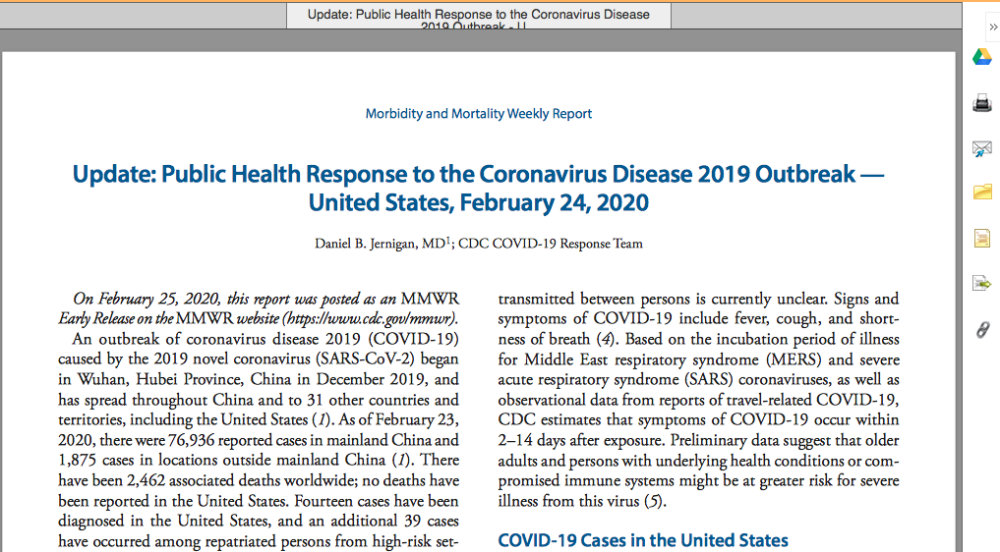 Update: Public Health Response to the Coronavirus Disease
2019 Outbreak - U
»
Morbidity and Mortality Weekly Report
Update: Public Health Response to the Coronavirus Disease 2019 Outbreak —
United States, February 24, 2020
Daniel B. Jernigan, MD¹; CDC COVID-19 Response Team
On February 25, 2020, this report was posted as an MMWR
Early Release on the MMWR website (https://www.cdc.gov/mmwr).
An outbreak of coronavirus disease 2019 (COVID-19)
caused by the 2019 novel coronavirus (SARS-CoV-2) began
in Wuhan, Hubei Province, China in December 2019, and
has spread throughout China and to 31 other countries and
territories, including the United States (1). As of February 23,
2020, there were 76,936 reported cases in mainland China and
1,875 cases in locations outside mainland China (1). There
have been 2,462 associated deaths worldwide; no deaths have
been reported in the United States. Fourteen cases have been
diagnosed in the United States, and an additional 39 cases
have occurred among repatriated persons from high-risk set-
transmitted between persons is currently unclear. Signs and
symptoms of COVID-19 include fever, cough, and short-
ness of breath (4). Based on the incubation period of illness
for Middle East respiratory syndrome (MERS) and severe
acute respiratory syndrome (SARS) coronaviruses, as well as
observational data from reports of travel-related COVID-19,
CDC estimates that symptoms of COVID-19 occur within
2–14 days after exposure. Preliminary data suggest that older
adults and persons with underlying health conditions or com-
promised immune systems might be at greater risk for severe
illness from this virus (5).
COVID-19 Cases in the United States